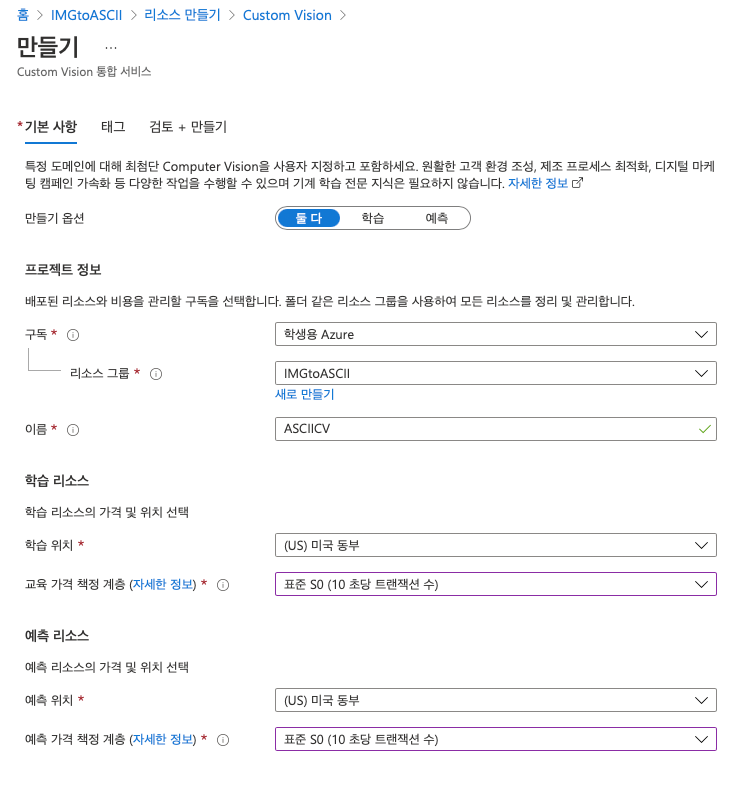 홈 > IMGtoASCII > 리소스 만들기 > Custom Vision >
만들기 ...
Custom Vision 통합 서비스
* 기본 사항 태그 검토 + 만들기
특정 도메인에 대해 최첨단 Computer Vision을 사용자 지정하고 포함하세요. 원활한 고객 환경 조성, 제조 프로세스 최적화, 디지털 마케
팅 캠페인 가속화 등 다양한 작업을 수행할 수 있으며 기계 학습 전문 지식은 필요하지 않습니다. 자세한 정보
만들기 옵션 둘 다 학습 예측
프로젝트 정보
배포된 리소스와 비용을 관리할 구독을 선택합니다. 폴더 같은 리소스 그룹을 사용하여 모든 리소스를 정리 및 관리합니다.
구독 * 학생용 Azure
리소스 그룹 * IMGtoASCII
새로 만들기
이름 * ASCIICV
학습 리소스
학습 리소스의 가격 및 위치 선택
학습 위치 * (US) 미국 동부
교육 가격 책정 계층 (자세한 정보) * 표준 S0 (10 초당 트랜잭션 수)
예측 리소스
예측 리소스의 가격 및 위치 선택
예측 위치 * (US) 미국 동부
예측 가격 책정 계층 (자세한 정보) * 표준 S0 (10 초당 트랜잭션 수)